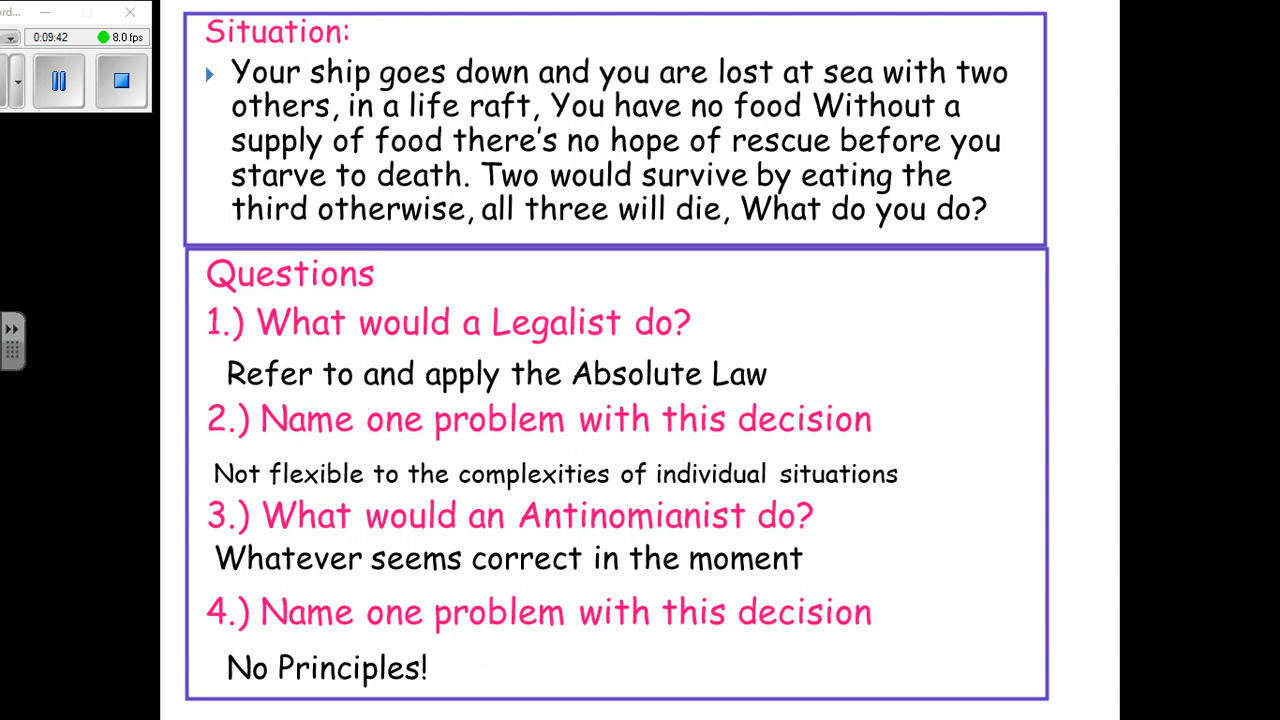 ord...
0:09:42
8.0 fps
Situation:
Your ship goes down and you are lost at sea with two
others, in a life raft, You have no food Without a
supply of food there's no hope of rescue before you
starve to death. Two would survive by eating the
third otherwise, all three will die, What do you do?
Questions
1.) What would a Legalist do?
Refer to and apply the Absolute Law
2.) Name one problem with this decision
Not flexible to the complexities of individual situations
3.) What would an Antinomianist do?
Whatever seems correct in the moment
4.) Name one problem with this decision
No Principles!